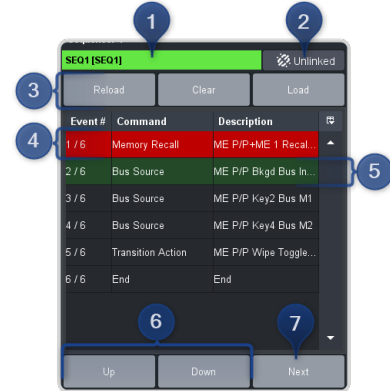 1
2
SEQ1 [SEQ1]
Unlinked
3
Reload Clear Load
Event # Command Description
4
1 / 6 Memory Recall ME P/P+ME 1 Recal...
2 / 6 Bus Source ME P/P Bkgd Bus In...
5
3 / 6 Bus Source ME P/P Key2 Bus M1
4 / 6 Bus Source ME P/P Key4 Bus M2
5 / 6 Transition Action ME P/P Wipe Toggle...
6 / 6 End End
6
7
Up Down Next